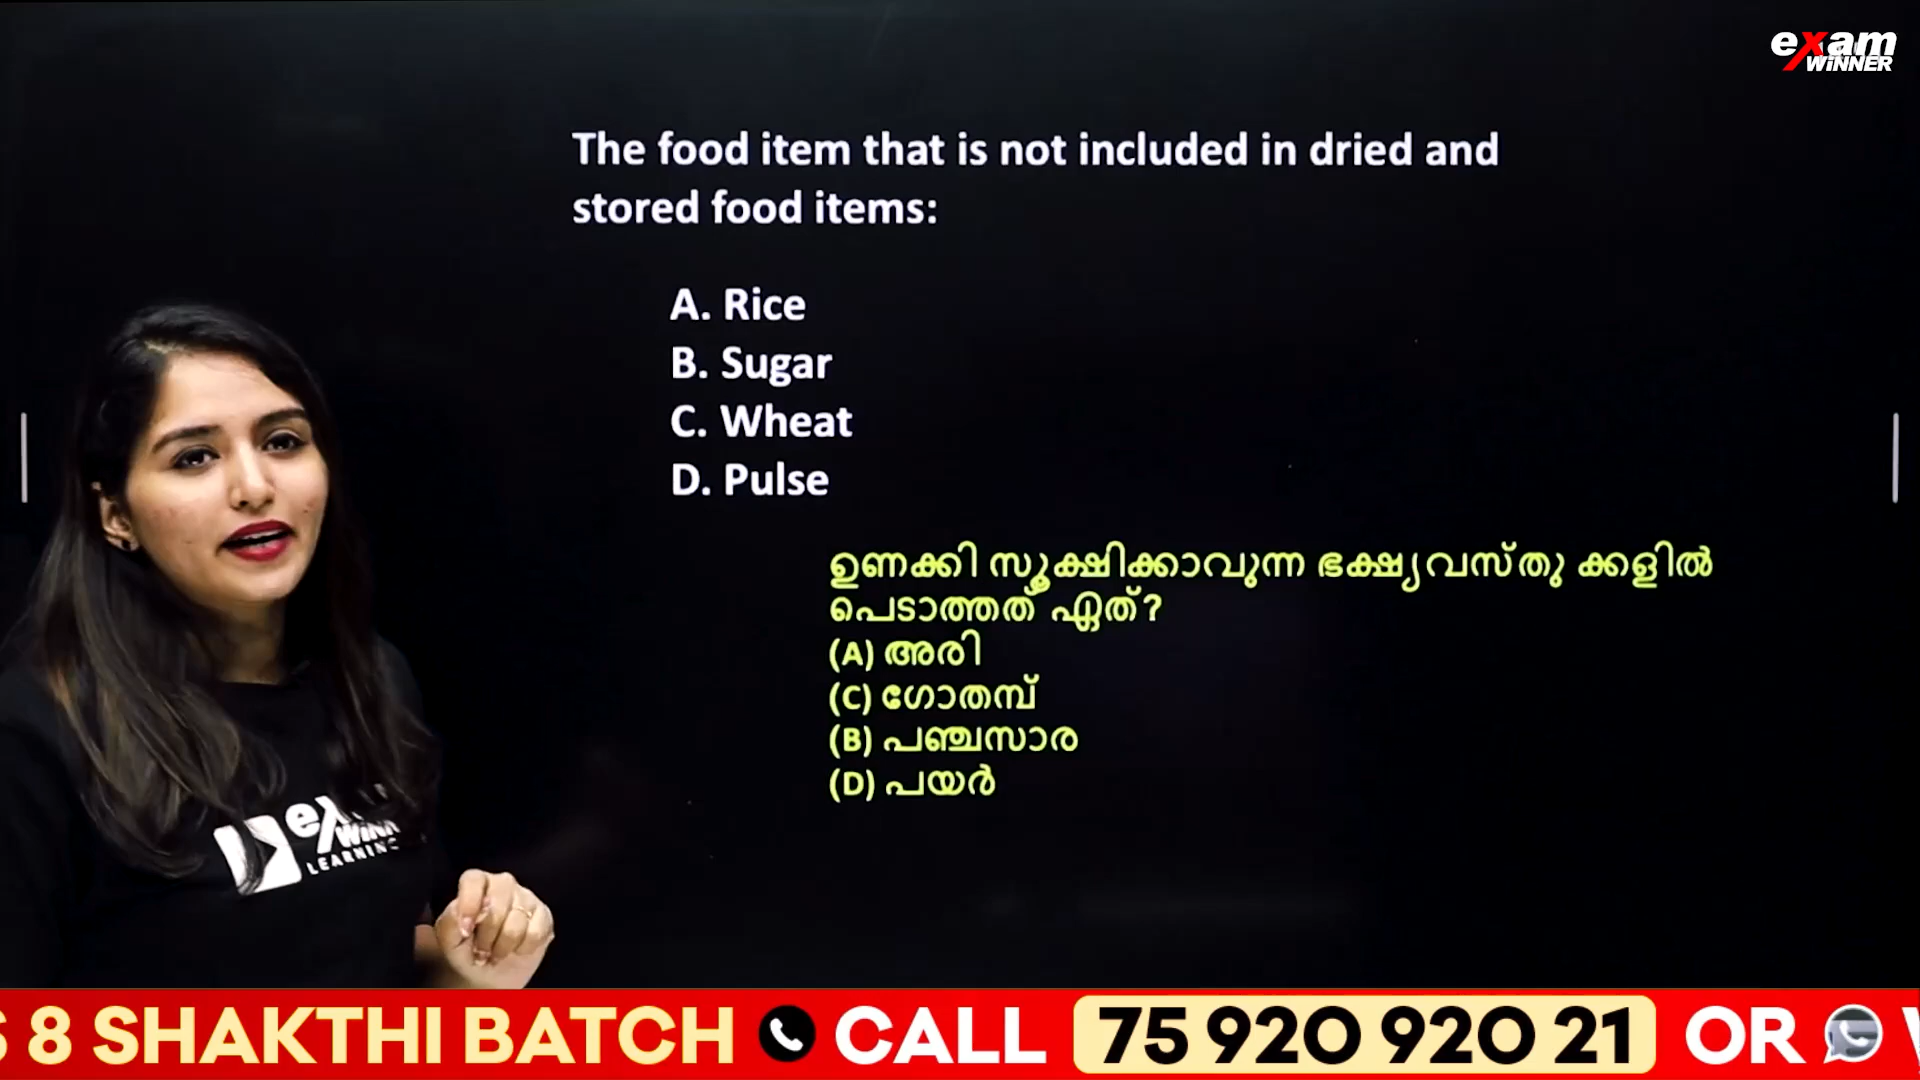 exam
WiNNER
The food item that is not included in dried and
stored food items:
A. Rice
B. Sugar
C. Wheat
D. Pulse
ഉണക്കി സൂക്ഷിക്കാവുന്ന ഭക്ഷ്യവസ്തു ക്കളിൽ
പെടാത്തത് ഏത്?
(A) അരി
(C) ഗോതമ്പ്
(B) പഞ്ചസാര
(D) പയർ
LEARNING
S 8 SHAKTHI BATCH CALL 75 920 920 21 OR